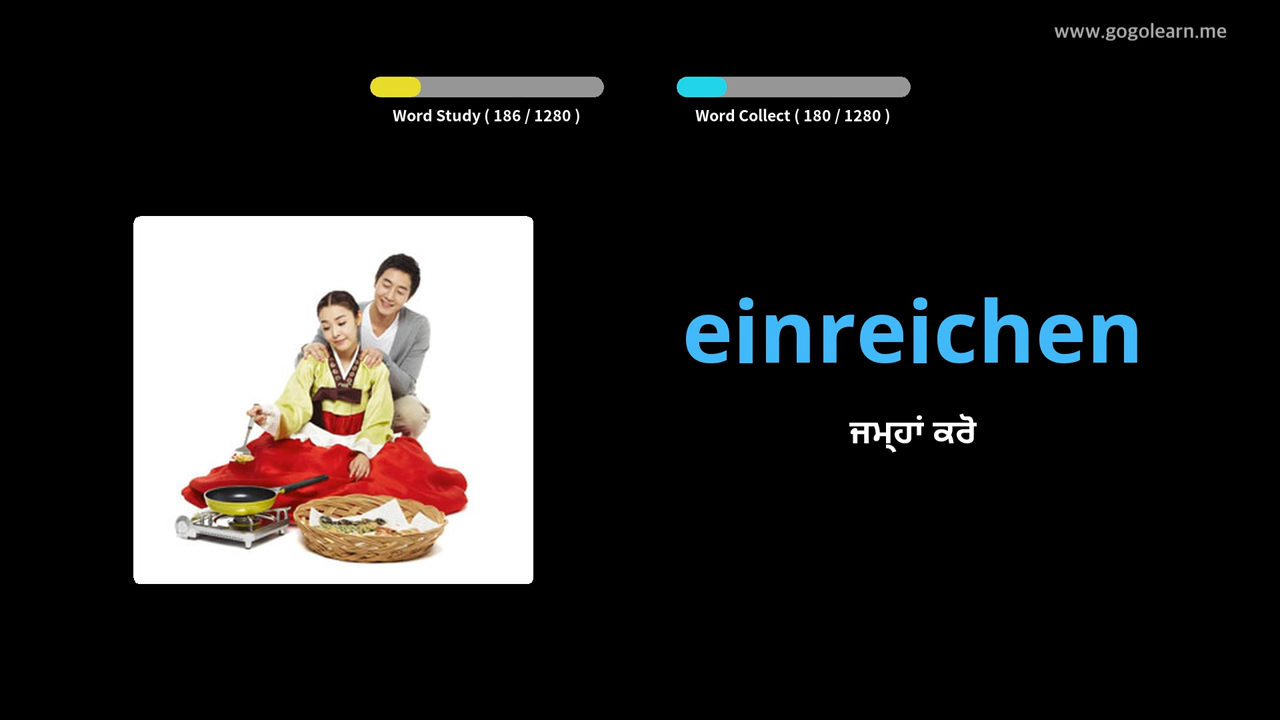 www.gogolearn.me
Word Study ( 186 / 1280 )
Word Collect ( 180 / 1280 )
einreichen
ਜਮ੍ਹਾਂ ਕਰੋ